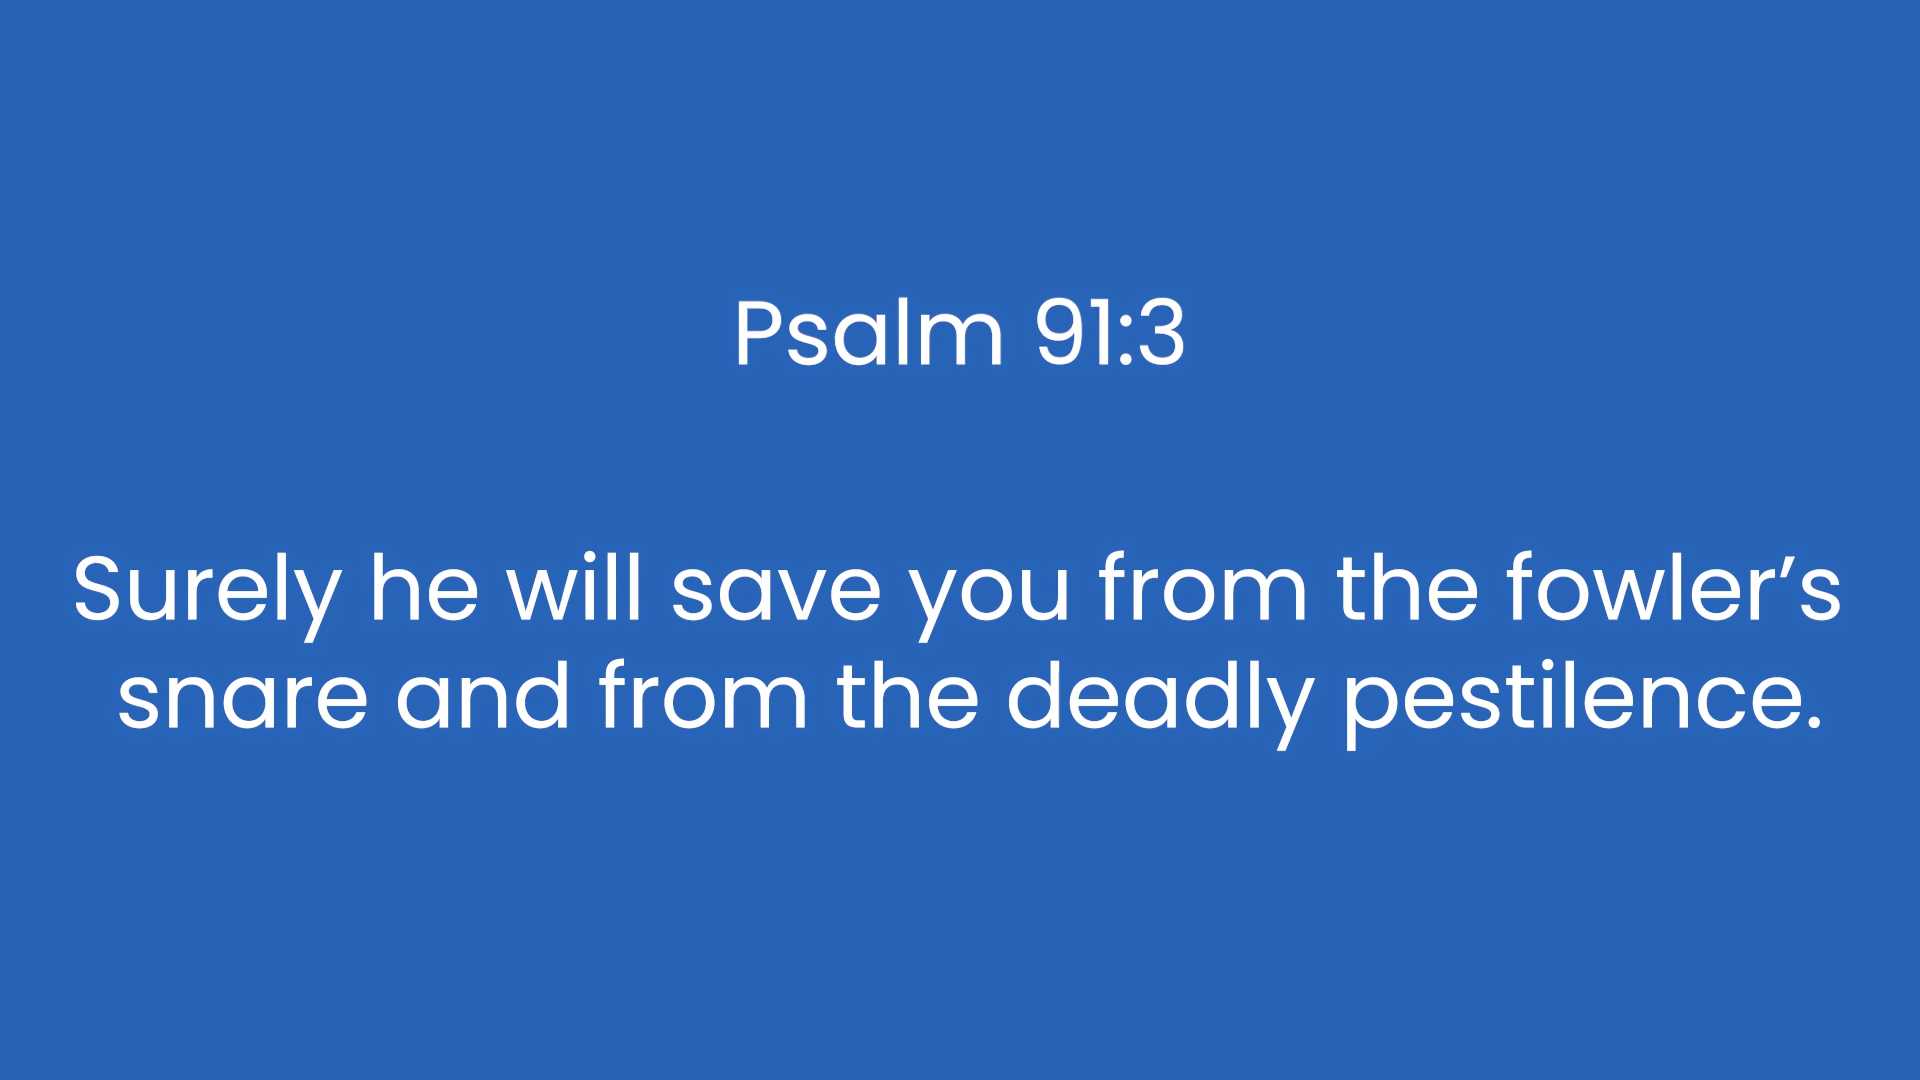 Psalm 91:3
Surely he will save you from the fowler’s
snare and from the deadly pestilence.